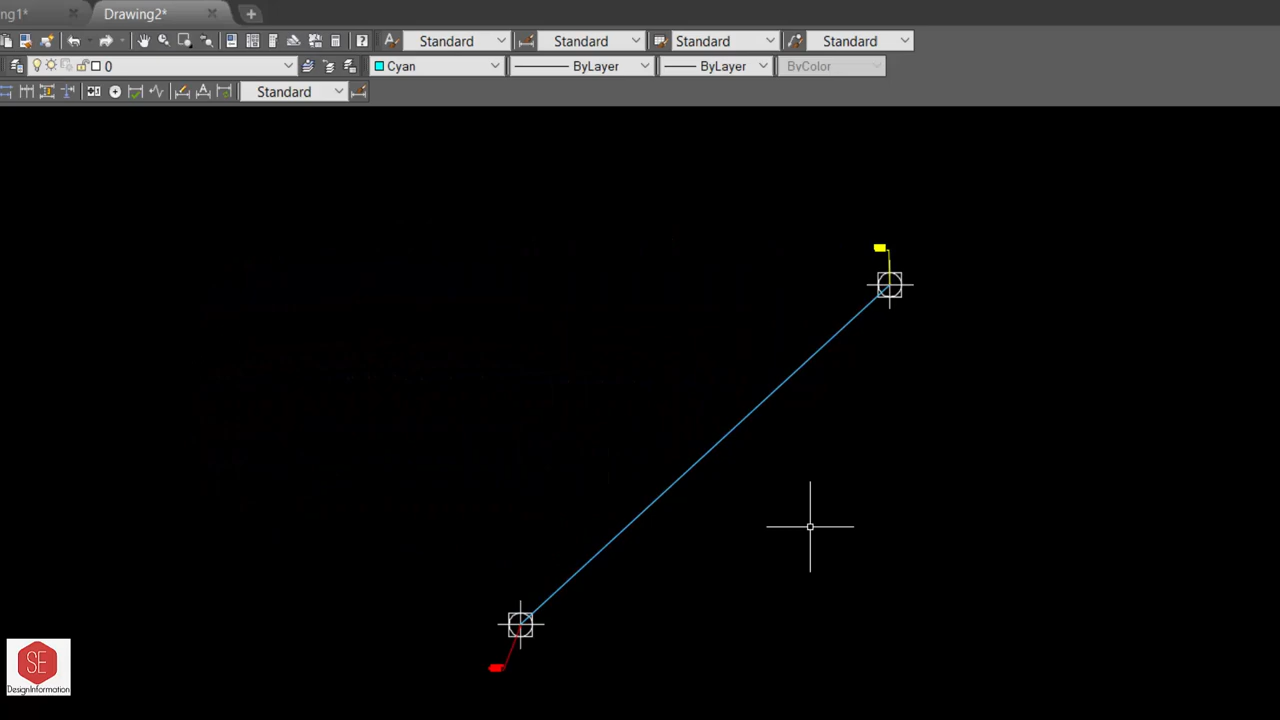 ng1*
Drawing2*
Standard
Standard
Standard
Standard
0
Cyan
ByLayer
ByLayer
ByColor
Standard
SE
DesignInformation